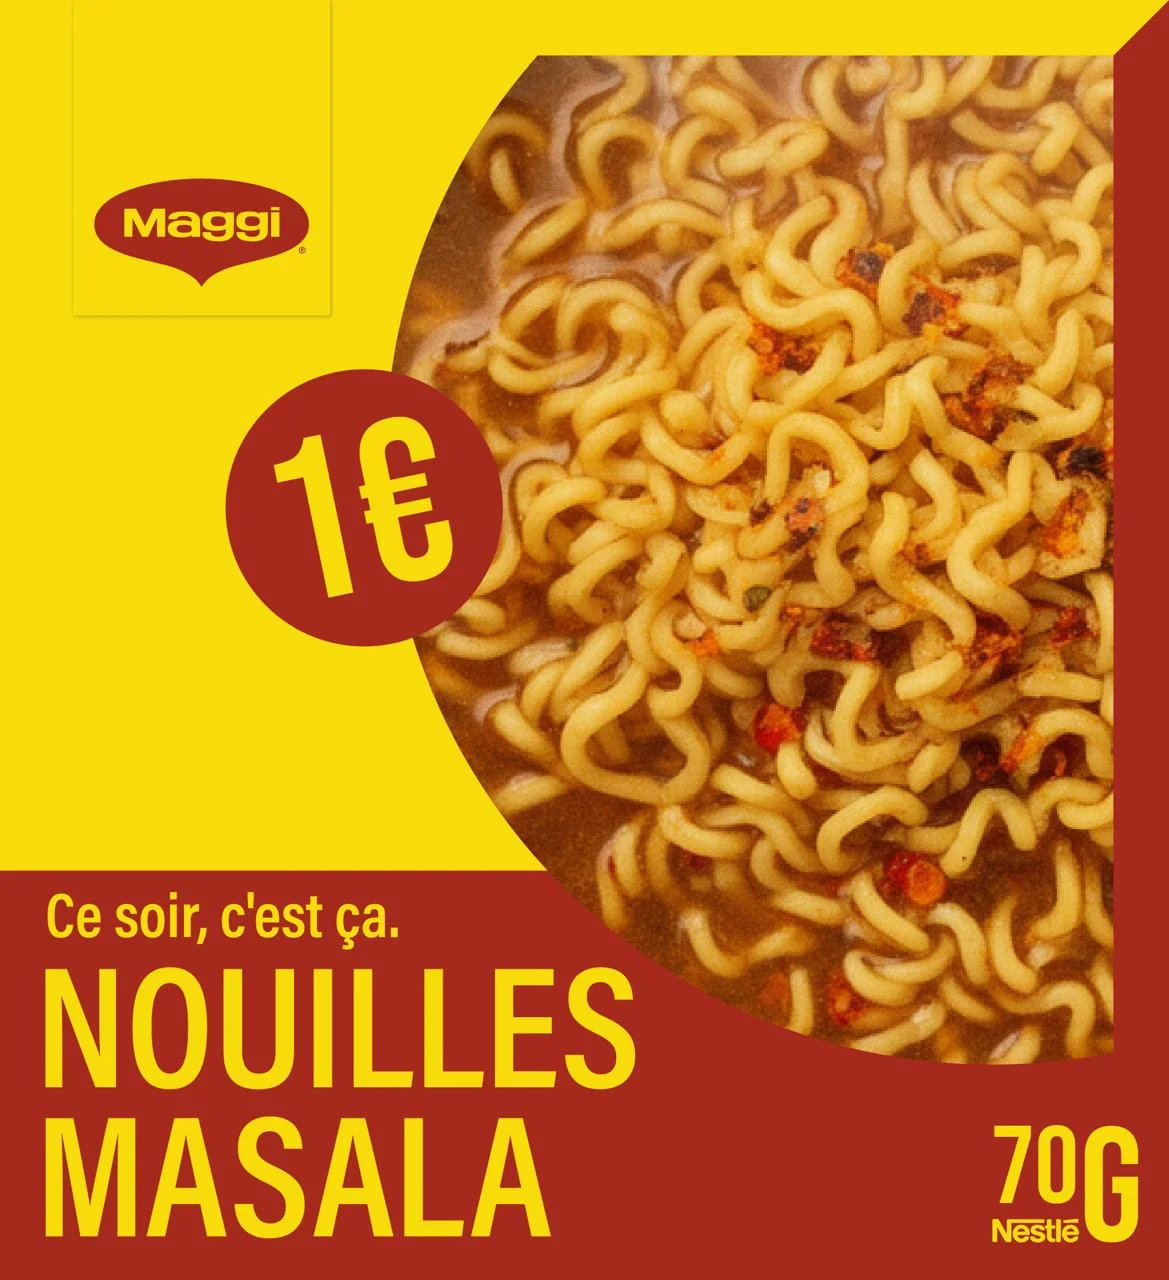 Maggi
®
1€
Ce soir, c'est ça.
NOUILLES
MASALA
70G
Nestlé